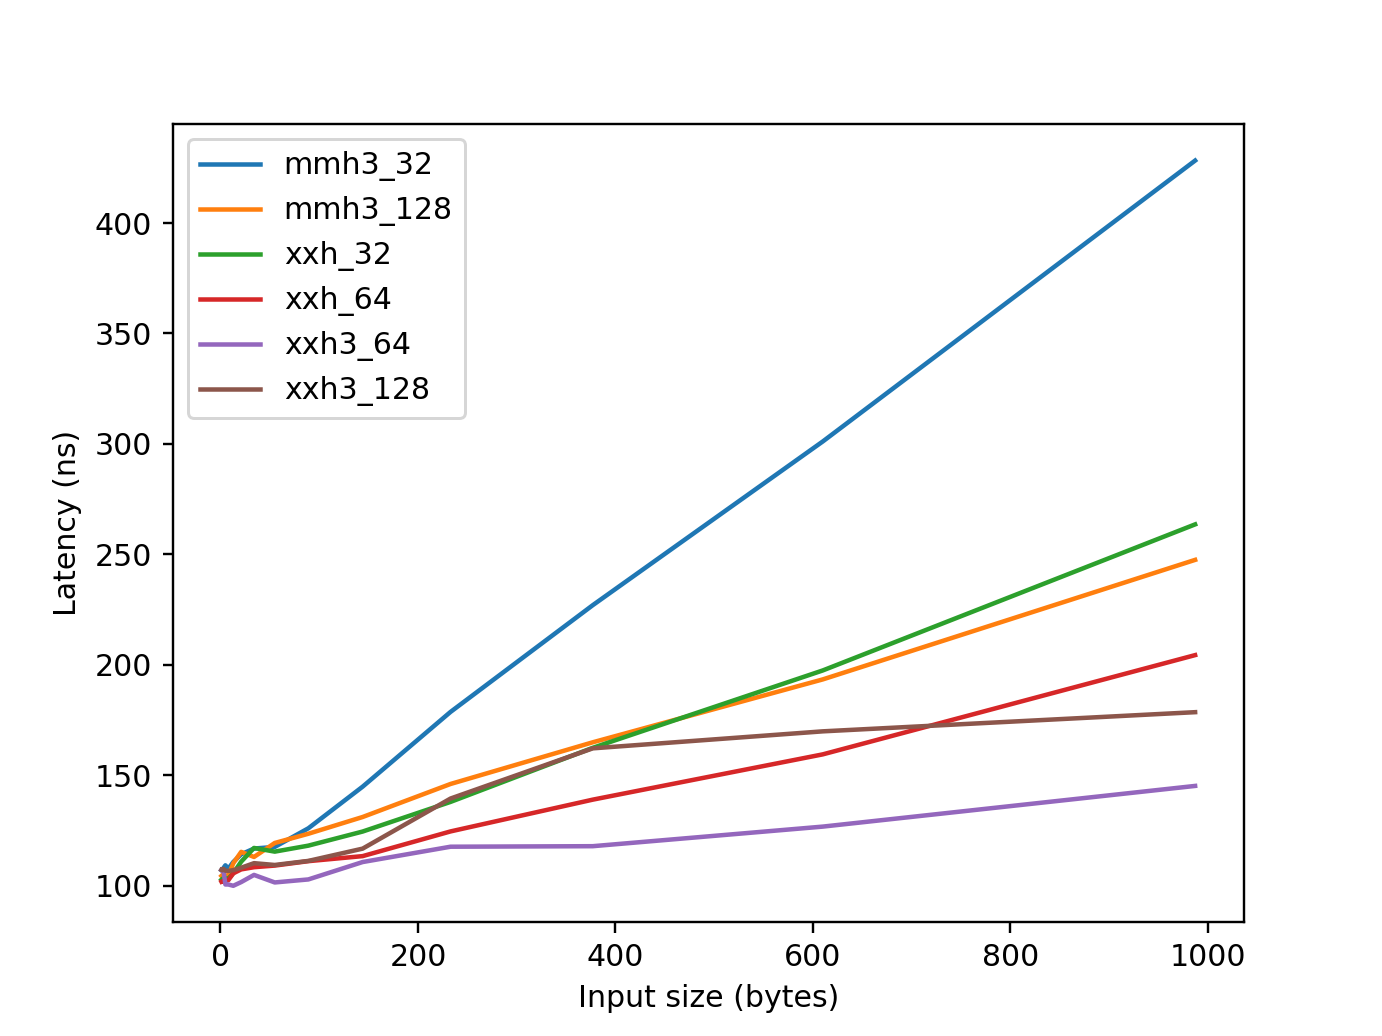 mmh3_32
mmh3_128
xxh_32
xxh_64
xxh3_64
xxh3_128
400
350
300
250
200
150
100
Latency (ns)
0 200 400 600 800 1000
Input size (bytes)